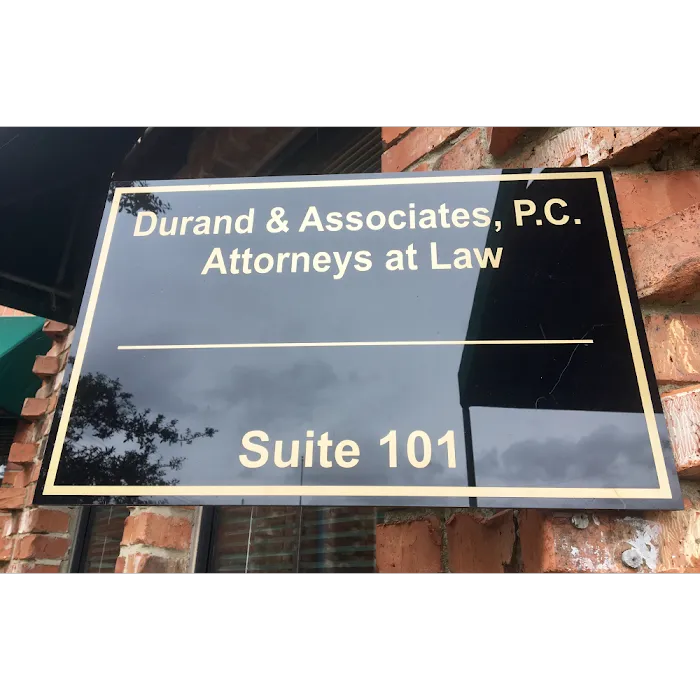 Durand & Associates, P.C.
Attorneys at Law
Suite 101